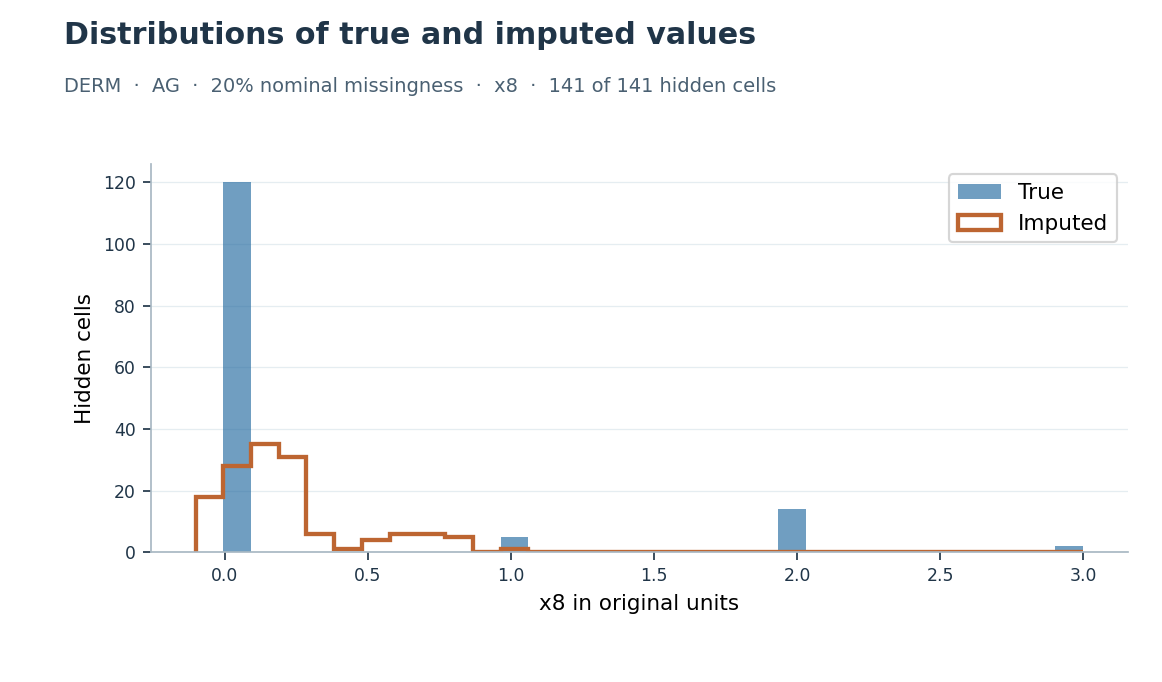 Distributions of true and imputed values
DERM · AG · 20% nominal missingness · x8 · 141 of 141 hidden cells
120
100
80
60
40
20
0
Hidden cells
True
Imputed
0.0 0.5 1.0 1.5 2.0 2.5 3.0
x8 in original units